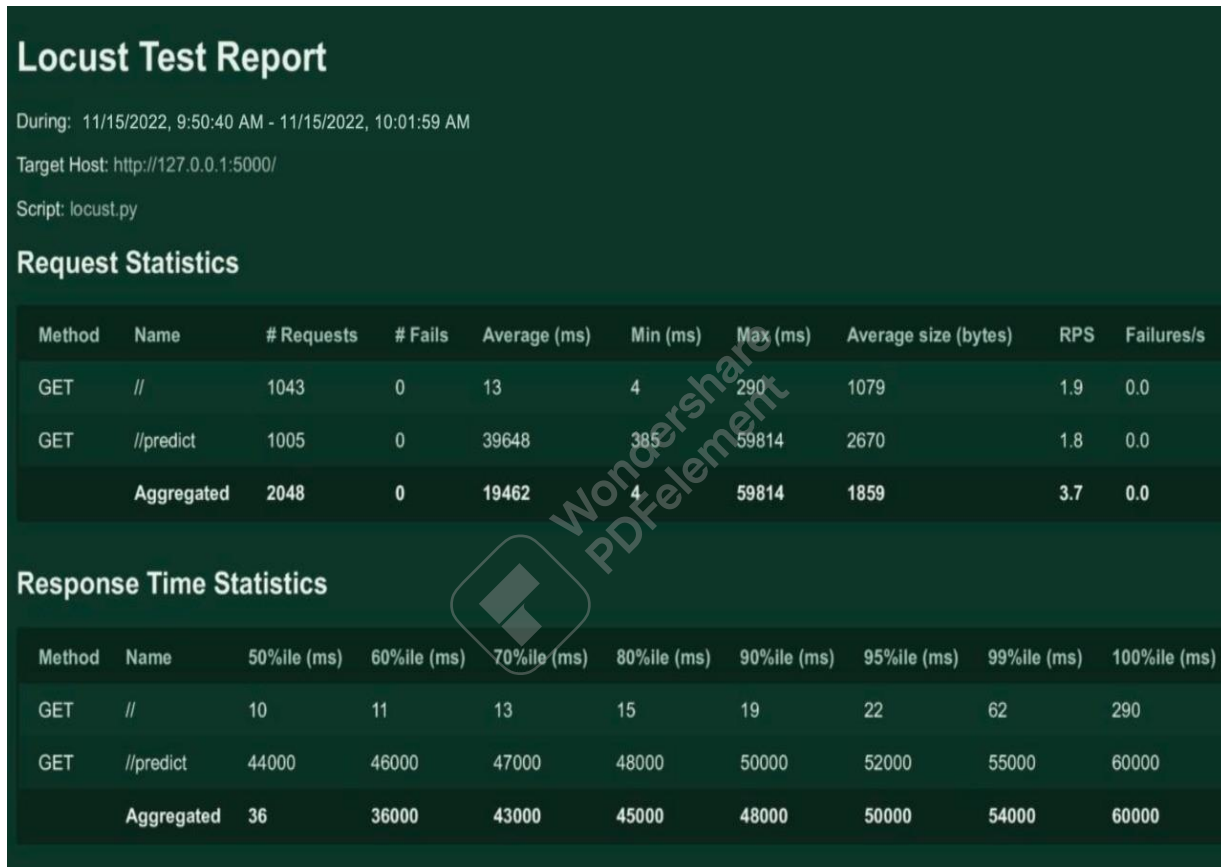 Locust Test Report
During: 11/15/2022, 9:50:40 AM - 11/15/2022, 10:01:59 AM
Target Host: http://127.0.0.1:5000/
Script: locust.py
Request Statistics
Method Name # Requests # Fails Average (ms) Min (ms) Max (ms) Average size (bytes) RPS Failures/s
GET // 1043 0 13 4 290 1079 1.9 0.0
GET //predict 1005 0 39648 385 59814 2670 1.8 0.0
Aggregated 2048 0 19462 4 59814 1859 3.7 0.0
Wondershare
PDFelement
Response Time Statistics
Method Name 50%ile (ms) 60%ile (ms) 70%ile (ms) 80%ile (ms) 90%ile (ms) 95%ile (ms) 99%ile (ms) 100%ile (ms)
GET // 10 11 13 15 19 22 62 290
GET //predict 44000 46000 47000 48000 50000 52000 55000 60000
Aggregated 36 36000 43000 45000 48000 50000 54000 60000